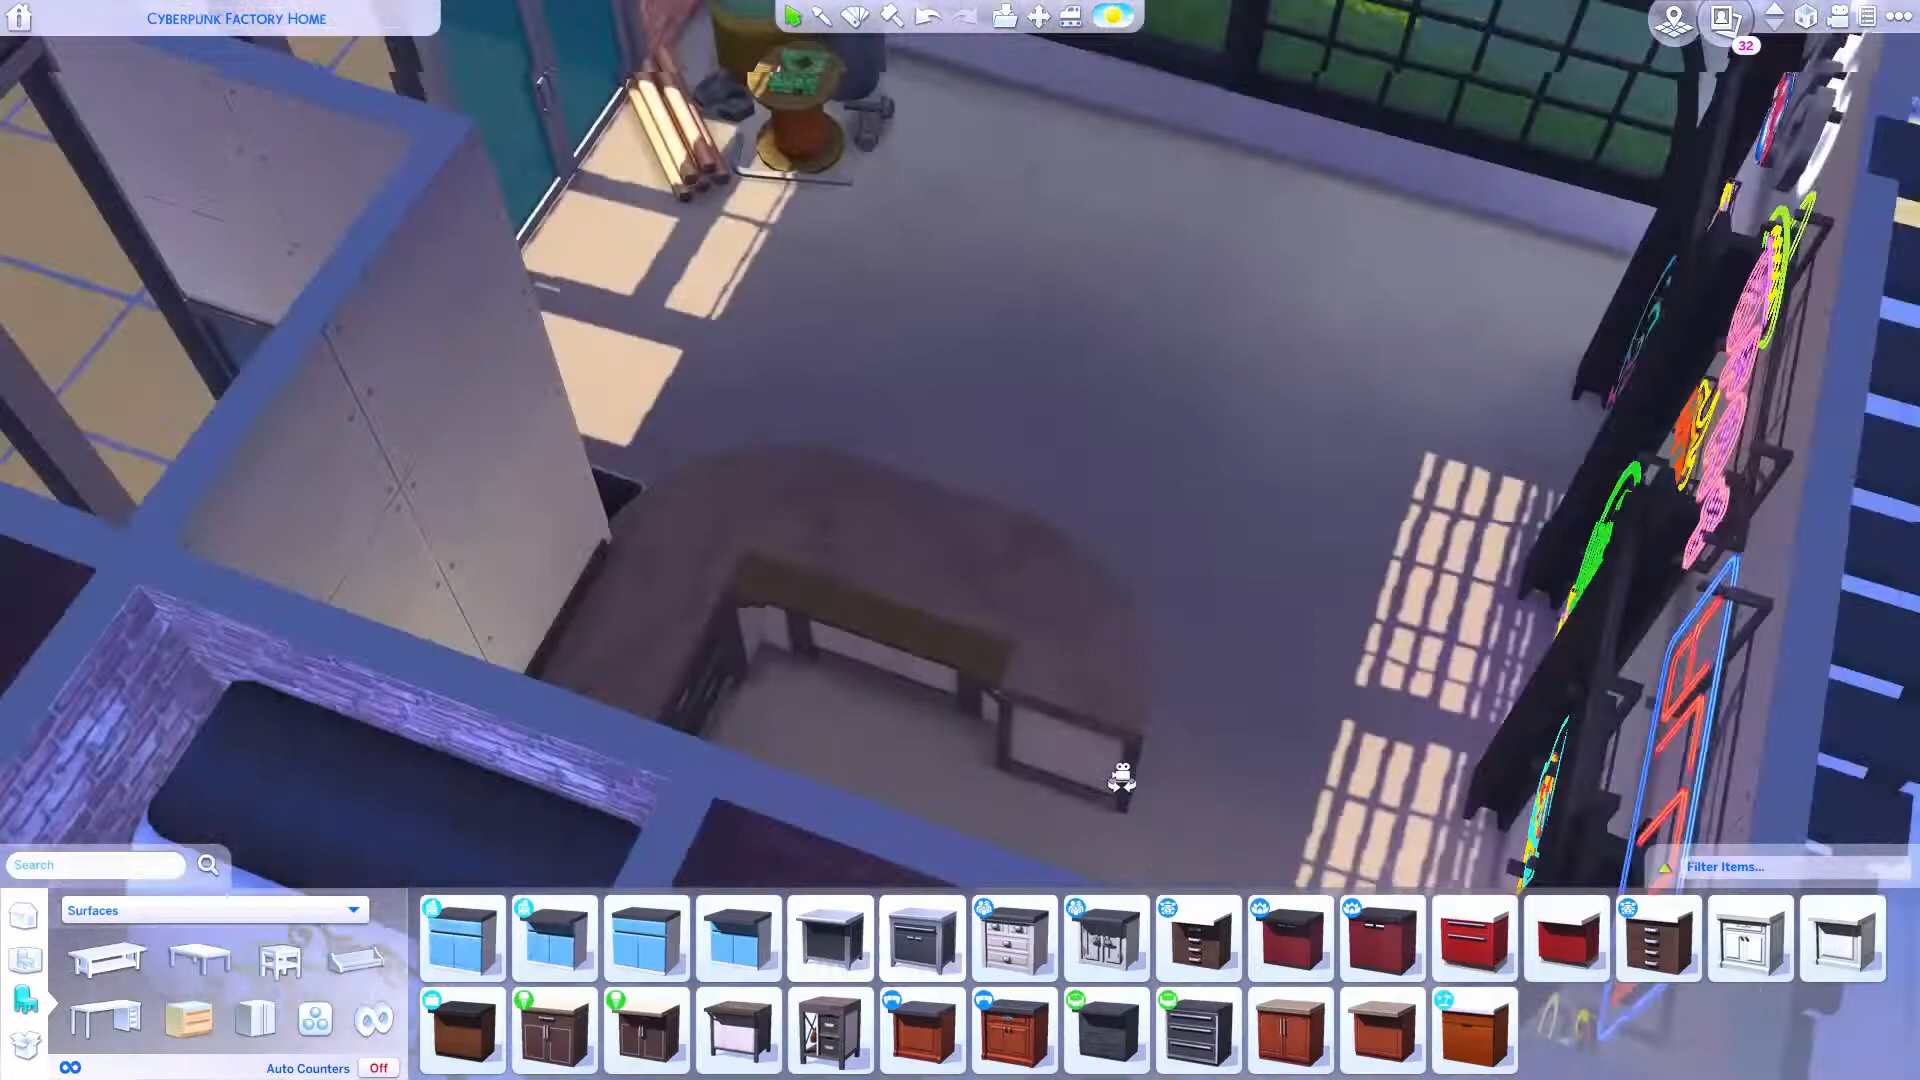 Cyberpunk Factory Home
32
Search
Filter Items...
Surfaces
Auto Counters Off